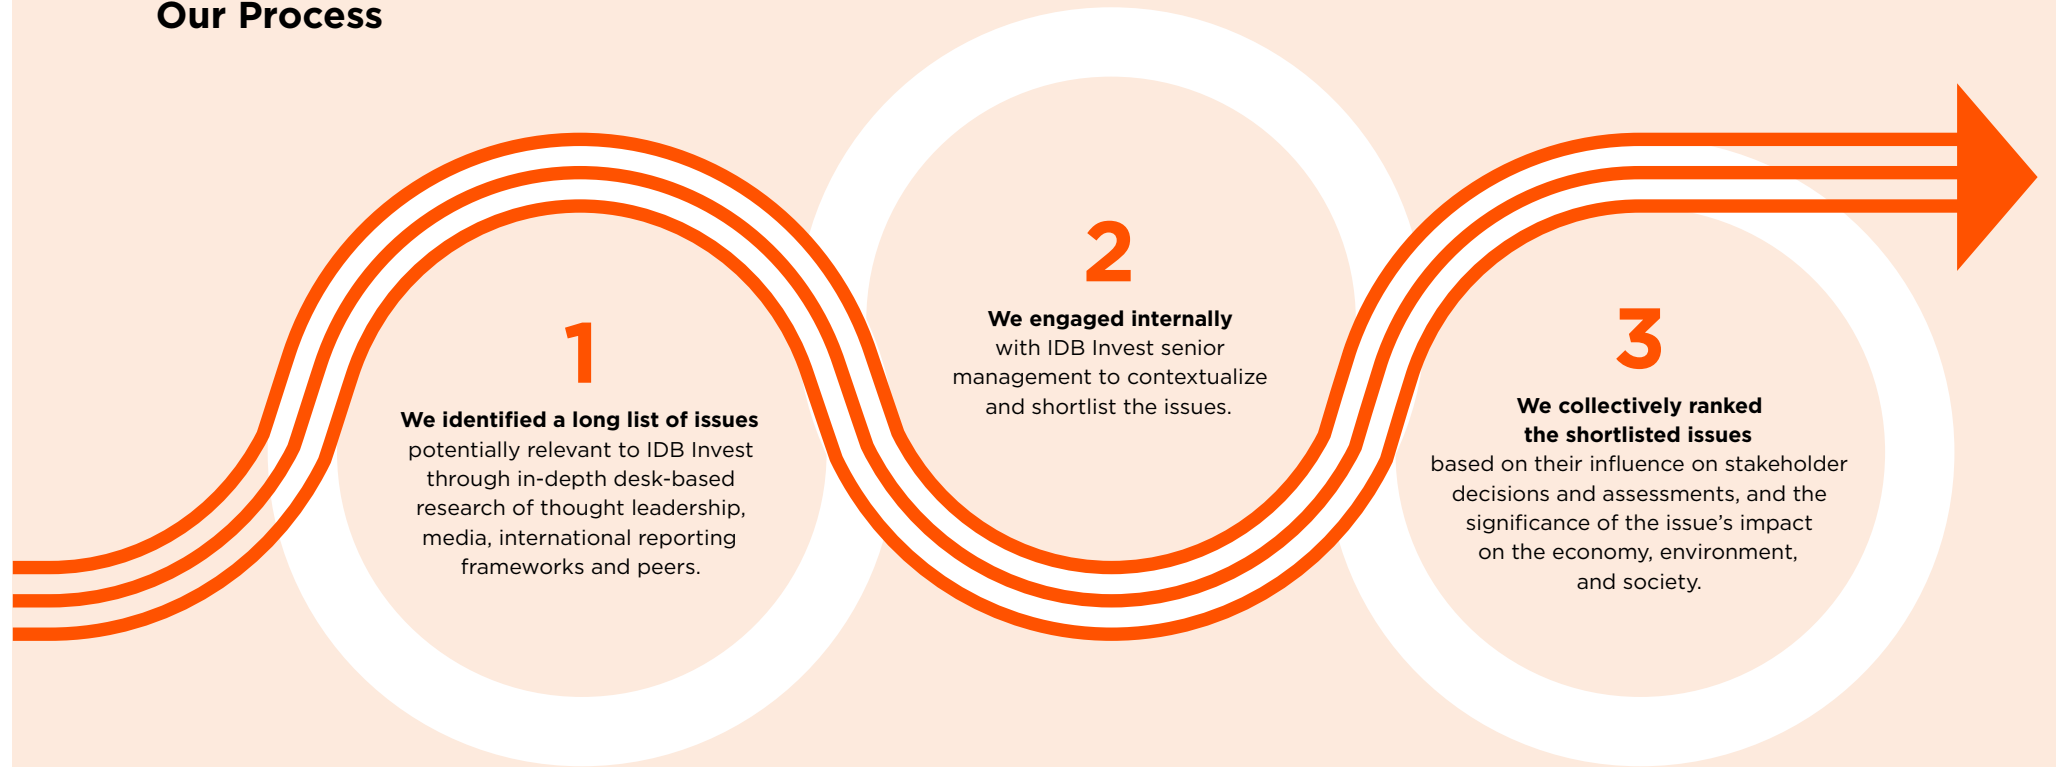 Our Process
1
We identified a long list of issues
potentially relevant to IDB Invest
through in-depth desk-based
research of thought leadership,
media, international reporting
frameworks and peers.
2
We engaged internally
with IDB Invest senior
management to contextualize
and shortlist the issues.
3
We collectively ranked
the shortlisted issues
based on their influence on stakeholder
decisions and assessments, and the
significance of the issue’s impact
on the economy, environment,
and society.